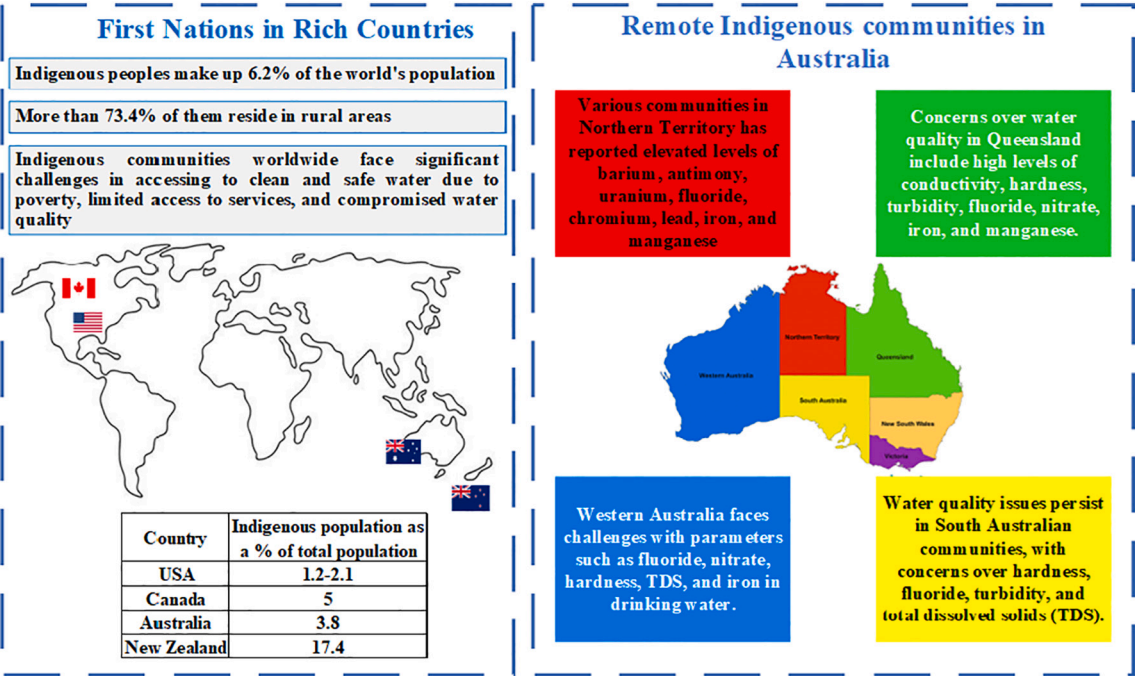 First Nations in Rich Countries
Indigenous peoples make up 6.2% of the world's population
More than 73.4% of them reside in rural areas
Indigenous communities worldwide face significant
challenges in accessing to clean and safe water due to
poverty, limited access to services, and compromised water
quality
Country
Indigenous population as
a % of total population
USA
1.2-2.1
Canada
5
Australia
3.8
New Zealand
17.4
Remote Indigenous communities in
Australia
Various communities in
Northern Territory has
reported elevated levels of
barium, antimony,
uranium, fluoride,
chromium, lead, iron, and
manganese
Concerns over water
quality in Queensland
include high levels of
conductivity, hardness,
turbidity, fluoride, nitrate,
iron, and manganese.
Northern Territory
Queensland
Western Australia
South Australia
New South Wales
Victoria
Western Australia faces
challenges with parameters
such as fluoride, nitrate,
hardness, TDS, and iron in
drinking water.
Water quality issues persist
in South Australian
communities, with
concerns over hardness,
fluoride, turbidity, and
total dissolved solids (TDS).